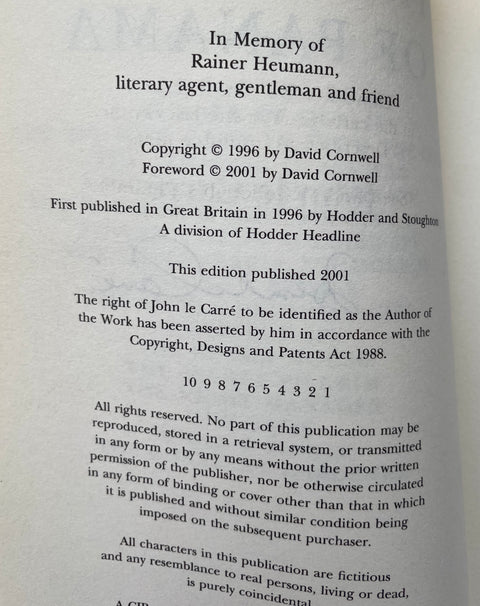 In Memory of
Rainer Heumann,
literary agent, gentleman and friend
Copyright © 1996 by David Cornwell
Foreword © 2001 by David Cornwell
First published in Great Britain in 1996 by Hodder and Stoughton
A division of Hodder Headline
This edition published 2001
The right of John le Carré to be identified as the Author of
the Work has been asserted by him in accordance with the
Copyright, Designs and Patents Act 1988.
10 9 8 7 6 5 4 3 2 1
All rights reserved. No part of this publication may be
reproduced, stored in a retrieval system, or transmitted
in any form or by any means without the prior written
permission of the publisher, nor be otherwise circulated
in any form of binding or cover other than that in which
it is published and without similar condition being
imposed on the subsequent purchaser.
All characters in this publication are fictitious
and any resemblance to real persons, living or dead,
is purely coincidental
A CIP